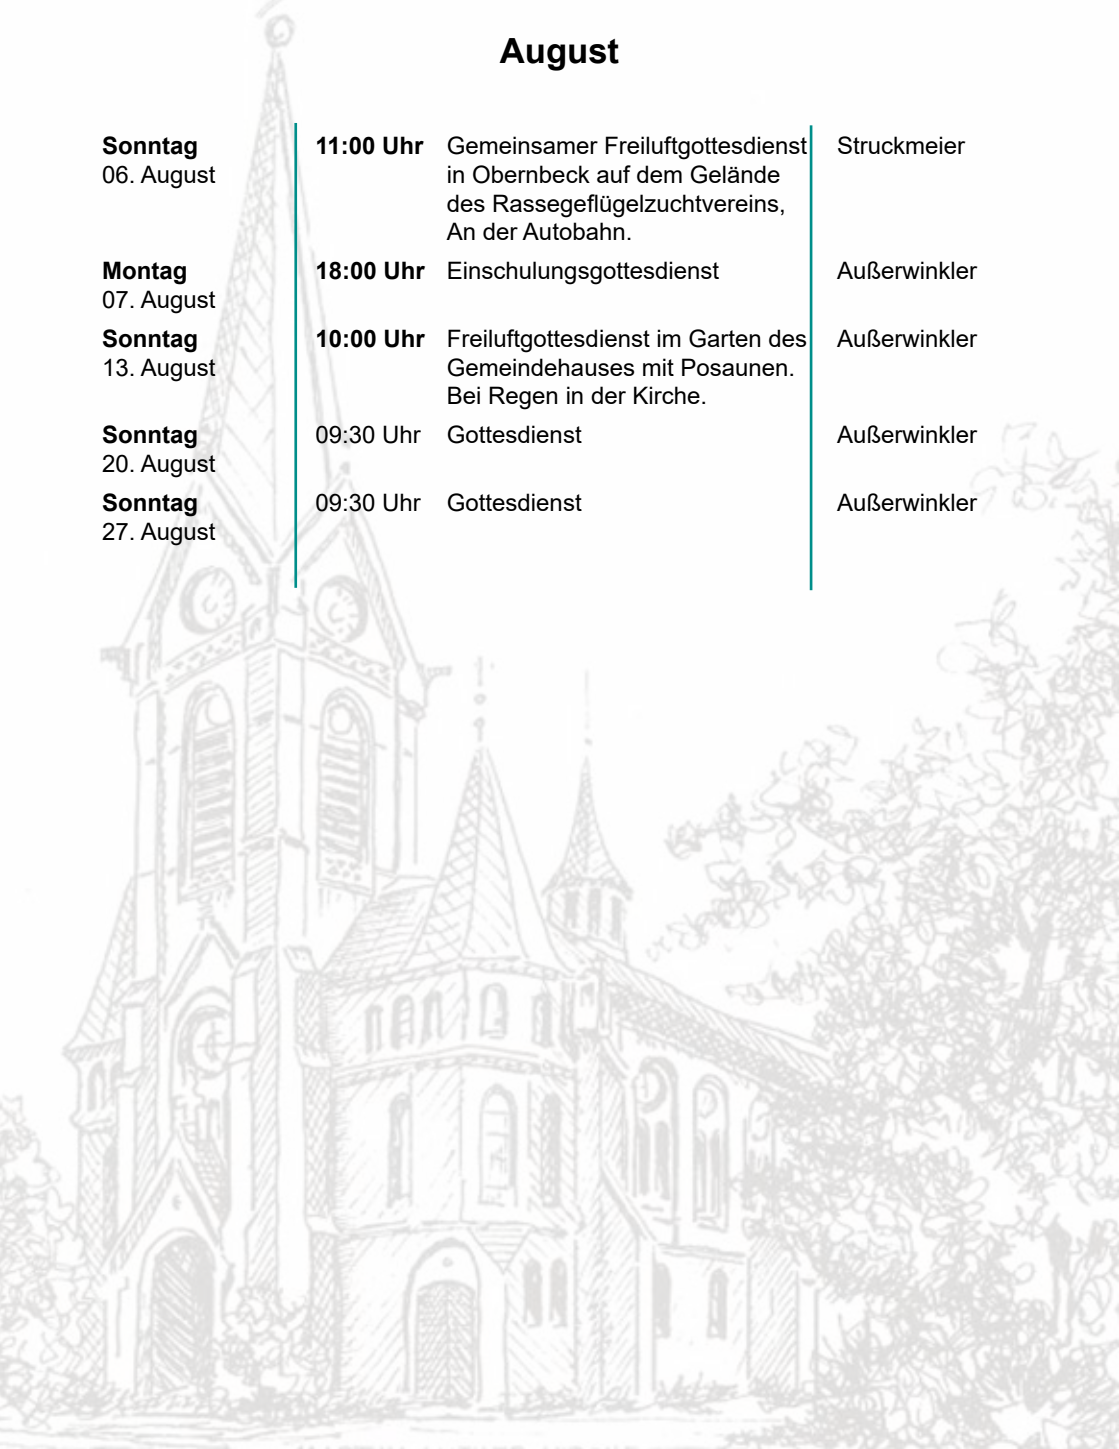 August
Sonntag 11:00 Uhr Gemeinsamer Freiluftgottesdienst Struckmeier
06. August in Obernbeck auf dem Gelände
des Rassegeflügelzuchtvereins,
An der Autobahn.
Montag 18:00 Uhr Einschulungsgottesdienst Außerwinkler
07. August
Sonntag 10:00 Uhr Freiluftgottesdienst im Garten des Außerwinkler
13. August Gemeindehauses mit Posaunen.
Bei Regen in der Kirche.
Sonntag 09:30 Uhr Gottesdienst Außerwinkler
20. August
Sonntag 09:30 Uhr Gottesdienst Außerwinkler
27. August